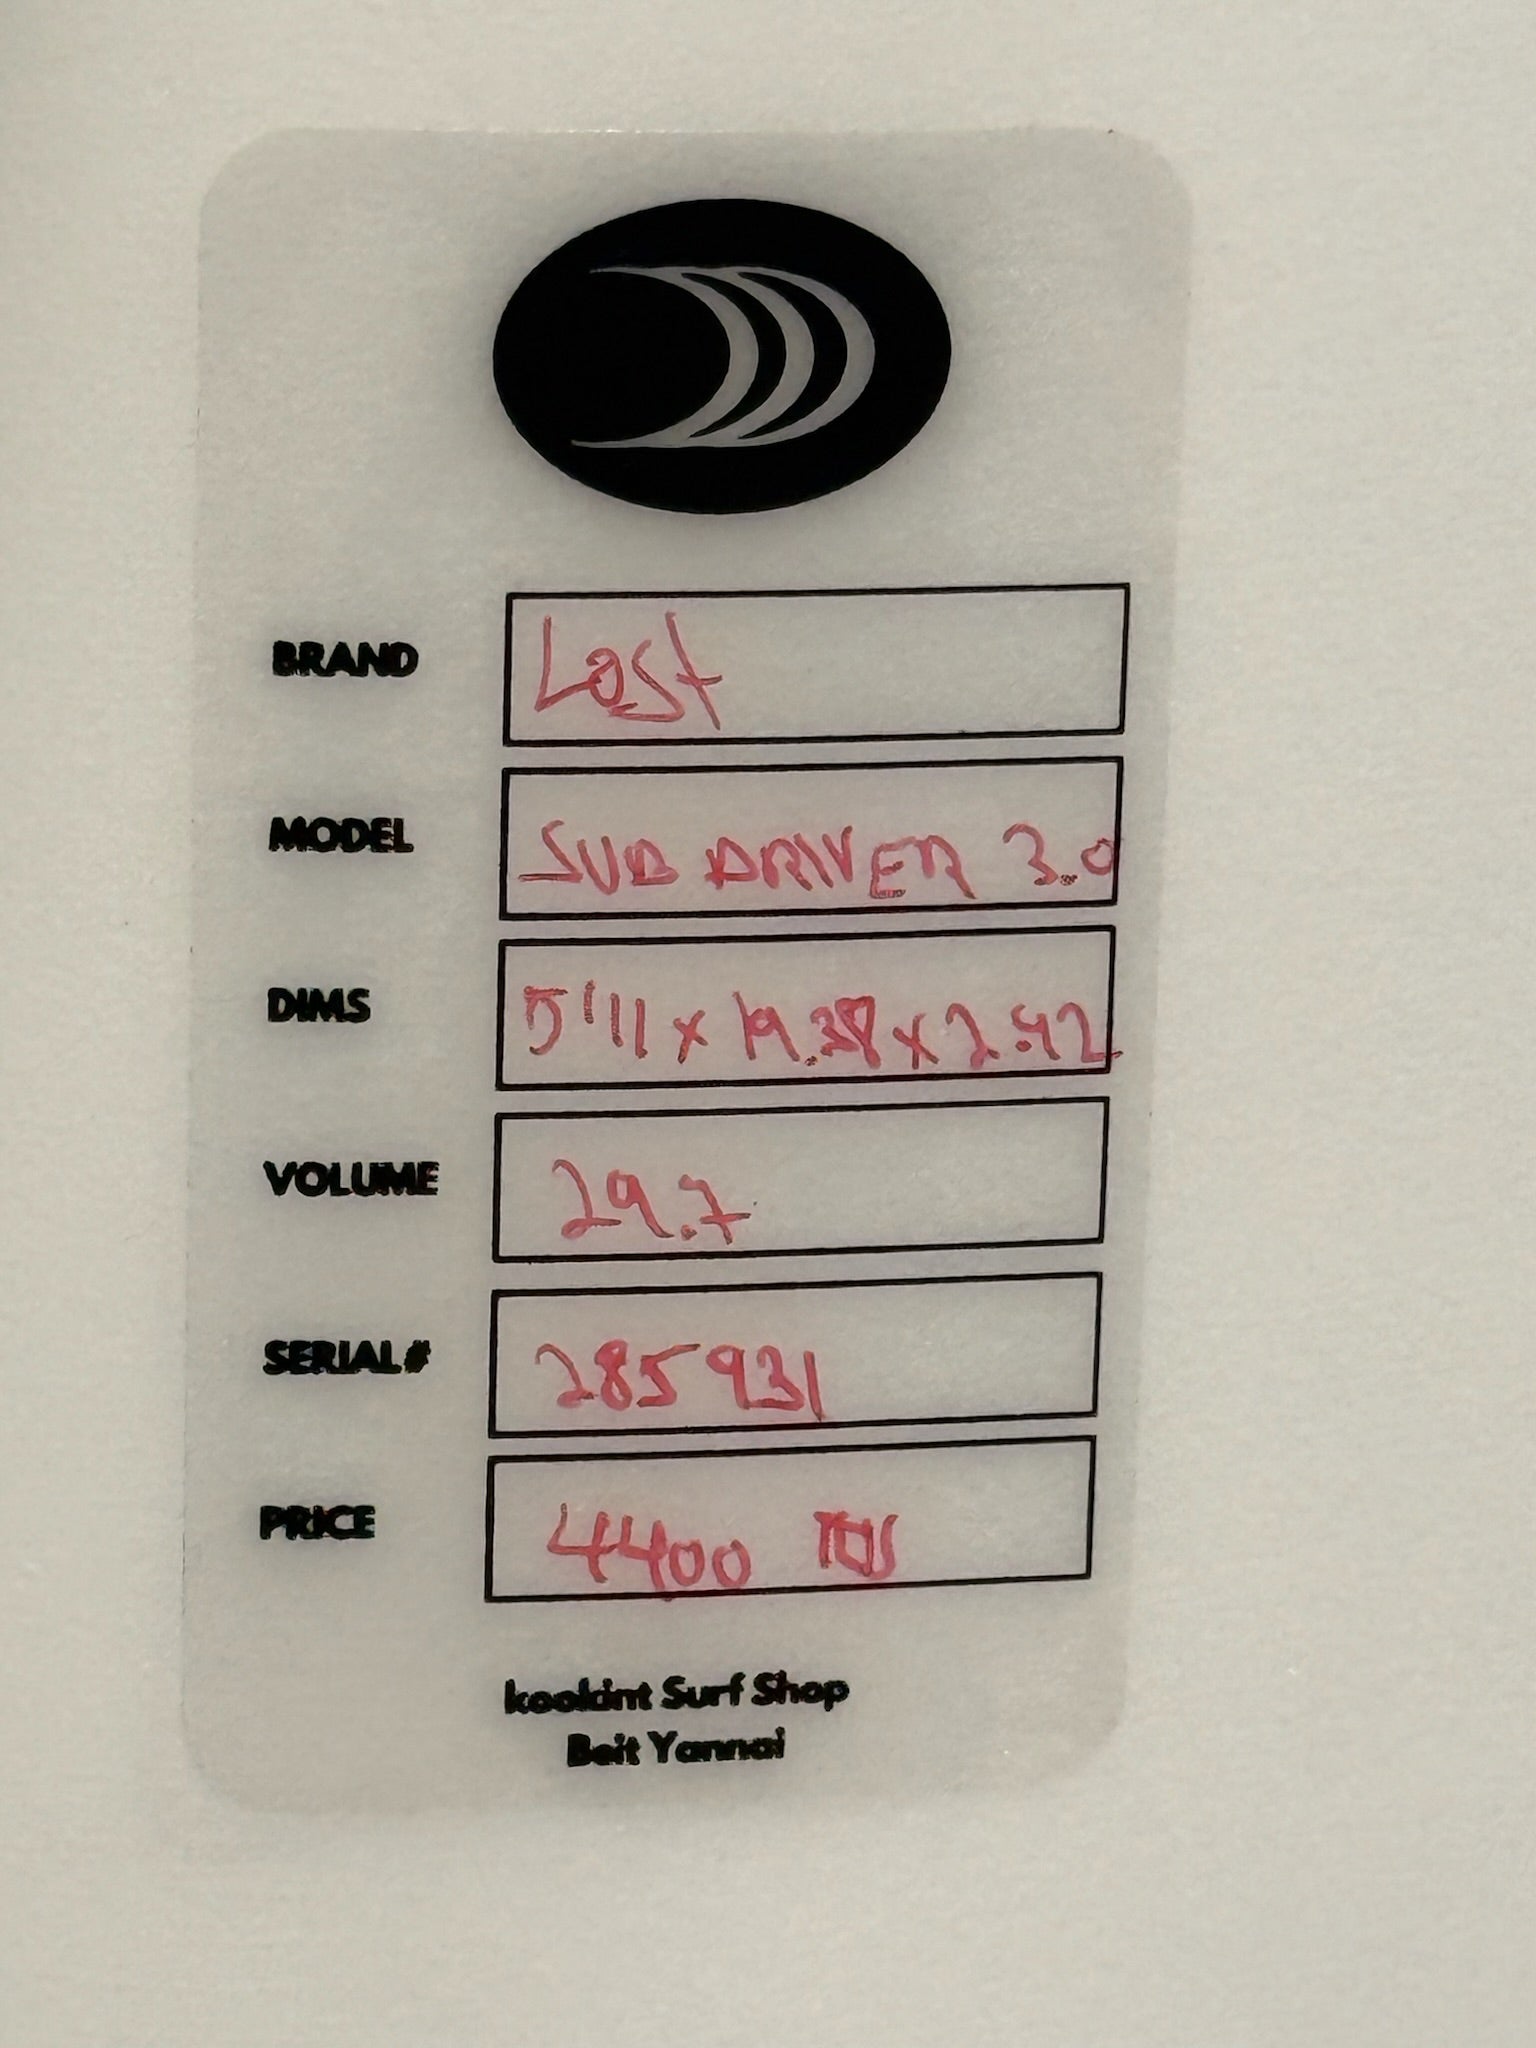 BRAND Lost
MODEL SUB DRIVER 3.0
DIMS 5'11 x 19.38 x 2.42
VOLUME 29.7
SERIAL# 285931
PRICE 4400
kookint Surf Shop
Beit Yannai